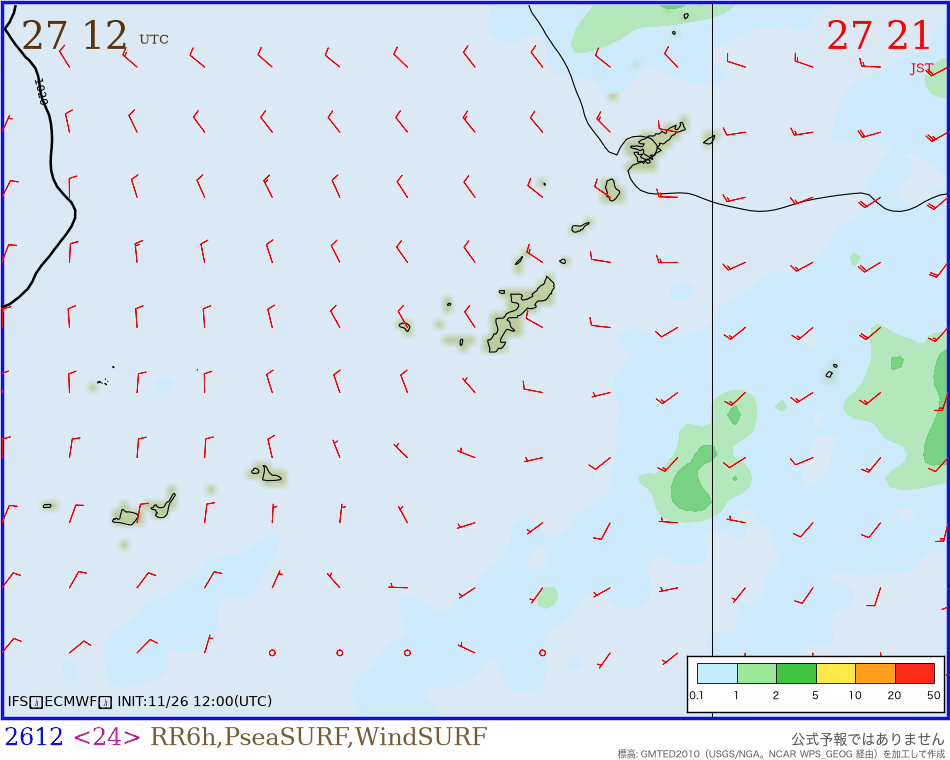 27 12 UTC
27 21
JST
1020
IFS ECMWF INIT:11/26 12:00(UTC)
0.1 1 2 5 10 20 50
2612 <24> RR6h,PseaSURF,WindSURF
公式予報ではありません
標高: GMTED2010（USGS/NGA。NCAR WPS_GEOG 経由）を加工して作成